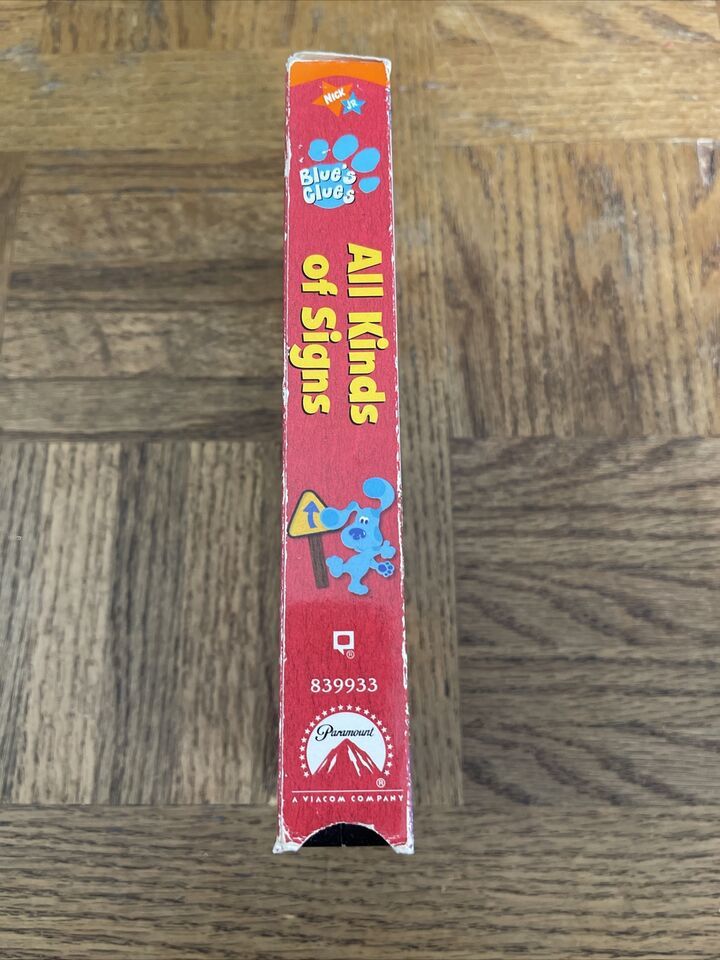 NICK
JR
Blue's
Clues
All Kinds
of Signs
®
839933
Paramount
®
A VIACOM COMPANY